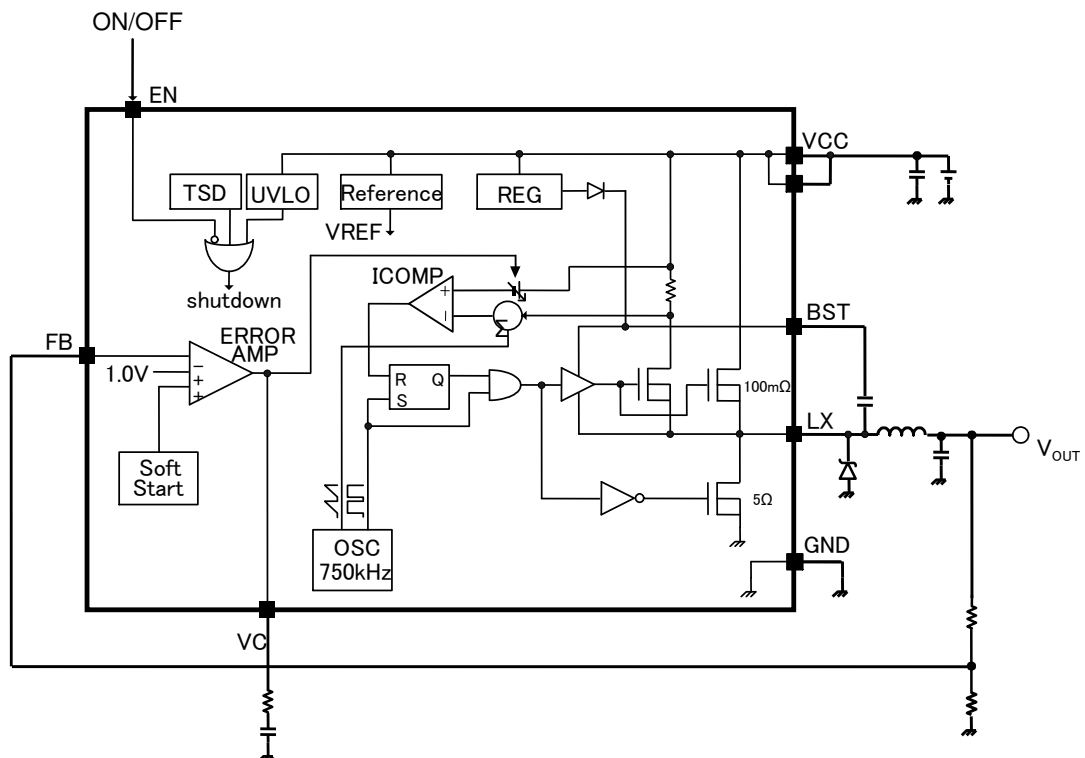 ON/OFF
EN
VCC
TSD
UVLO
Reference
REG
VREF
shutdown
ICOMP
+
−
Σ
BST
FB
ERROR
AMP
1.0V
−
+
+
R
Q
S
100mΩ
LX
V_OUT
Soft
Start
5Ω
OSC
750kHz
GND
VC